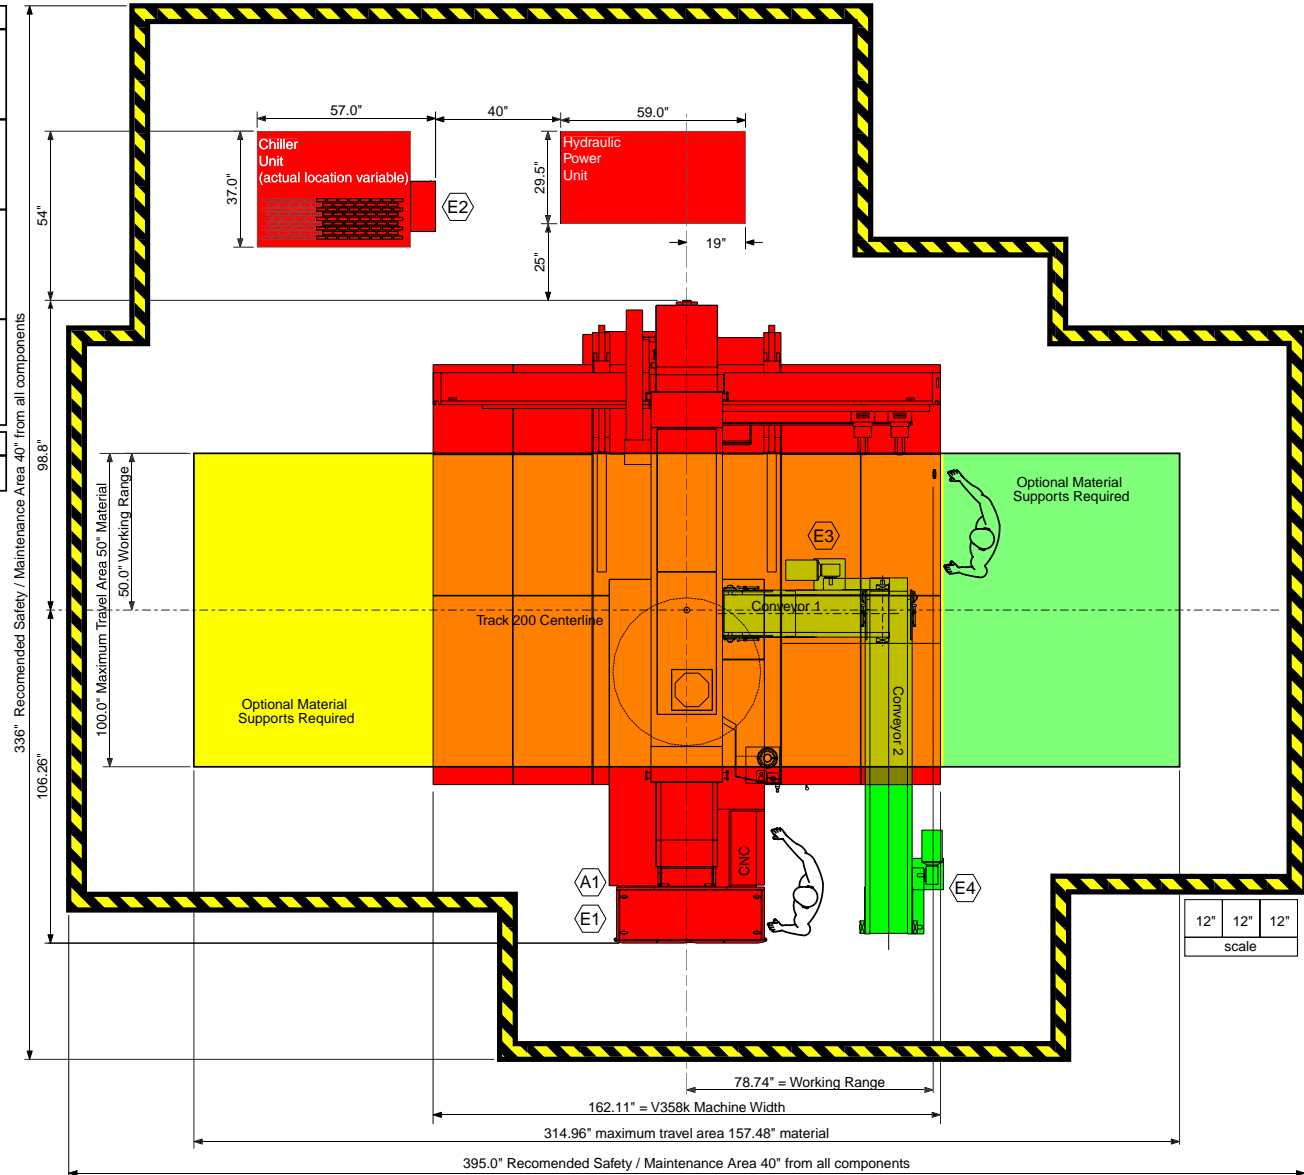 57.0"
40"
59.0"
Chiller
Unit
(actual location variable)
Hydraulic
Power
Unit
37.0"
29.5"
E2
54"
19"
25"
336"  Recomended Safety / Maintenance Area 40" from all components
98.8"
100.0" Maximum Travel Area 50" Material
50.0" Working Range
Optional Material
Supports Required
E3
Conveyor 1
Track 200 Centerline
Optional Material
Supports Required
Conveyor 2
106.26"
CNC
A1
E1
E4
12" 12" 12"
scale
78.74" = Working Range
162.11" = V358k Machine Width
314.96" maximum travel area 157.48" material
395.0" Recomended Safety / Maintenance Area 40" from all components